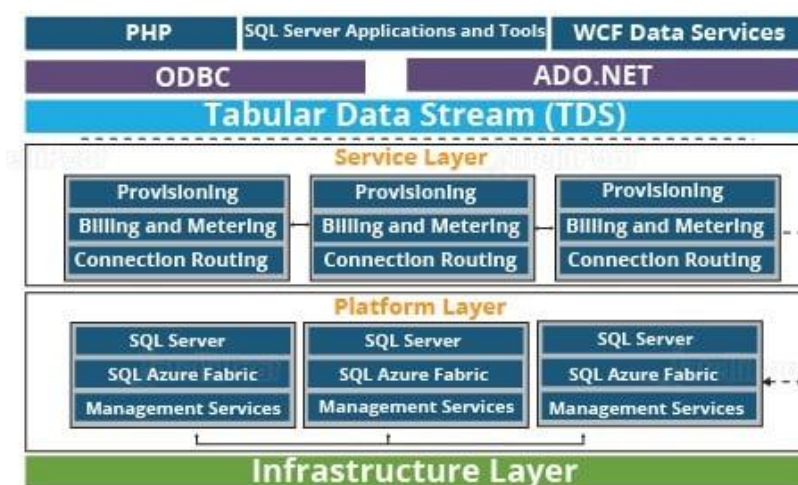 PHP
SQL Server Applications and Tools
WCF Data Services
ODBC
ADO.NET
Tabular Data Stream (TDS)
Service Layer
Provisioning
Billing and Metering
Connection Routing
Provisioning
Billing and Metering
Connection Routing
Provisioning
Billing and Metering
Connection Routing
Platform Layer
SQL Server
SQL Azure Fabric
Management Services
SQL Server
SQL Azure Fabric
Management Services
SQL Server
SQL Azure Fabric
Management Services
Infrastructure Layer